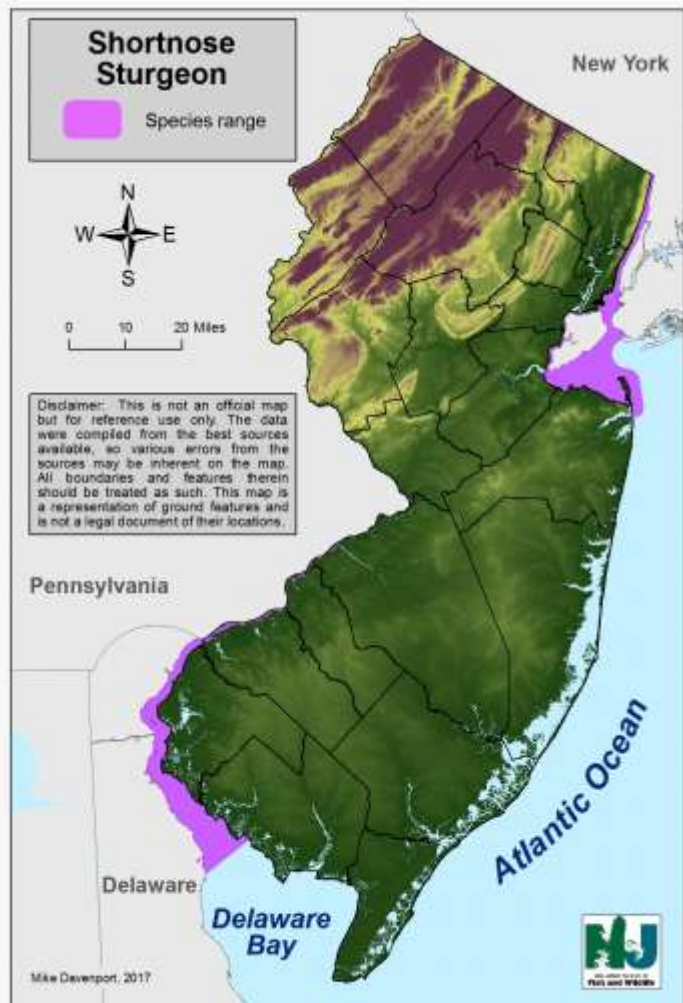 Shortnose
Sturgeon
Species range
New York
N
W
E
S
0
10
20 Miles
Disclaimer: This is not an official map
but for reference use only. The data
were compiled from the best sources
available, so various errors from the
sources may be inherent on the map.
All boundaries and features therein
should be treated as such. This map is
a representation of ground features and
is not a legal document of their locations.
Pennsylvania
Atlantic Ocean
Delaware
Delaware
Bay
Mike Davenport, 2017
NJ
Fish and Wildlife